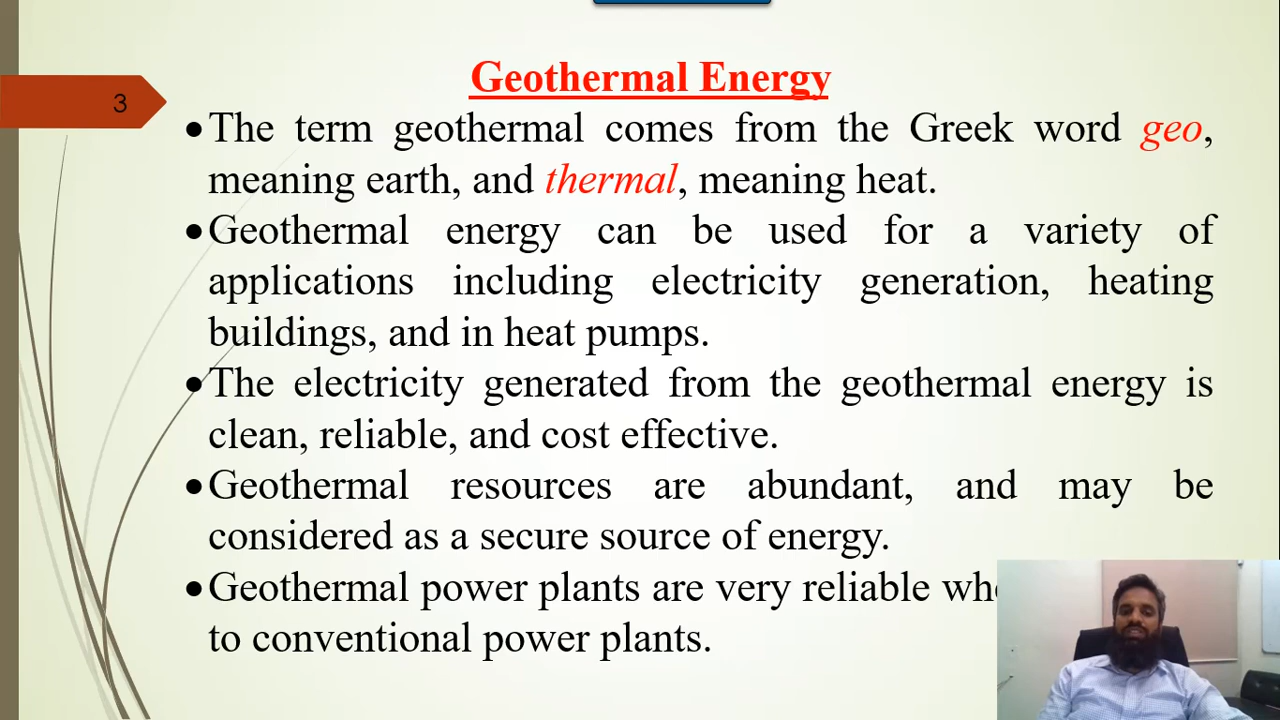 Geothermal Energy
3
•The term geothermal comes from the Greek word geo,
meaning earth, and thermal, meaning heat.
•Geothermal energy can be used for a variety of
applications including electricity generation, heating
buildings, and in heat pumps.
•The electricity generated from the geothermal energy is
clean, reliable, and cost effective.
•Geothermal resources are abundant, and may be
considered as a secure source of energy.
•Geothermal power plants are very reliable
to conventional power plants.